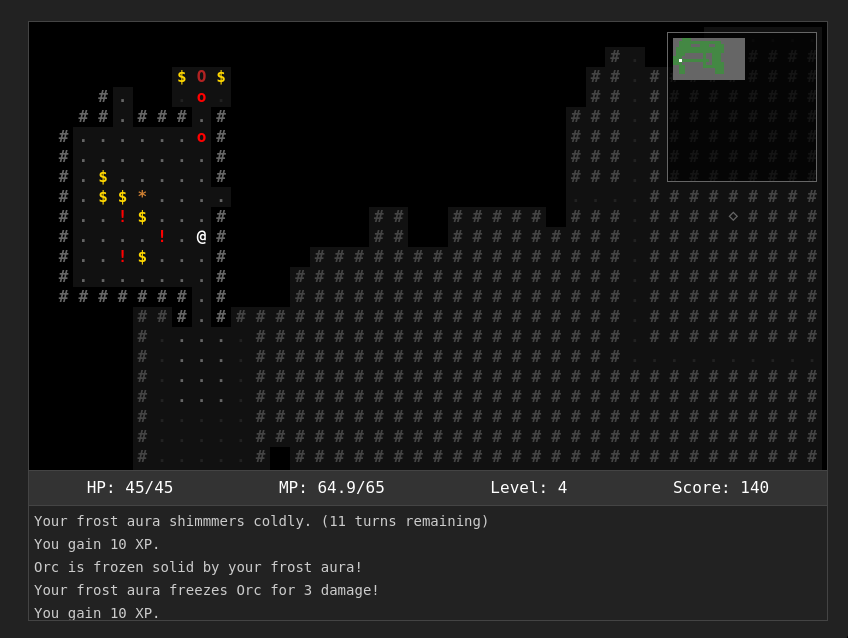 HP: 45/45 MP: 64.9/65 Level: 4 Score: 140
Your frost aura shimmmers coldly. (11 turns remaining)
You gain 10 XP.
Orc is frozen solid by your frost aura!
Your frost aura freezes Orc for 3 damage!
You gain 10 XP.